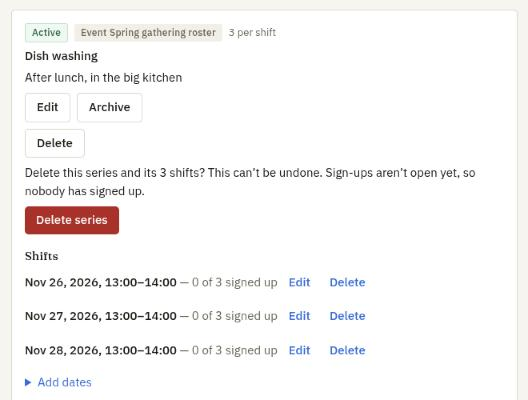 Active Event Spring gathering roster 3 per shift
Dish washing
After lunch, in the big kitchen
Edit Archive
Delete
Delete this series and its 3 shifts? This can’t be undone. Sign-ups aren’t open yet, so
nobody has signed up.
Delete series
Shifts
Nov 26, 2026, 13:00–14:00 — 0 of 3 signed up Edit Delete
Nov 27, 2026, 13:00–14:00 — 0 of 3 signed up Edit Delete
Nov 28, 2026, 13:00–14:00 — 0 of 3 signed up Edit Delete
Add dates